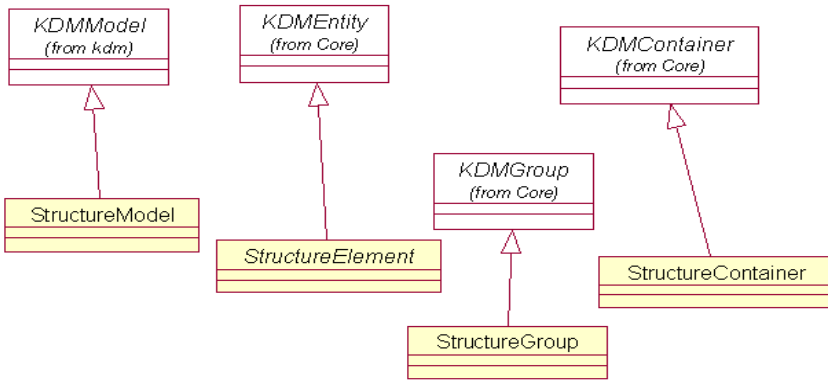 KDMModel
(from kdm)
KDMEntity
(from Core)
KDMContainer
(from Core)
KDMGroup
(from Core)
StructureModel
StructureElement
StructureContainer
StructureGroup